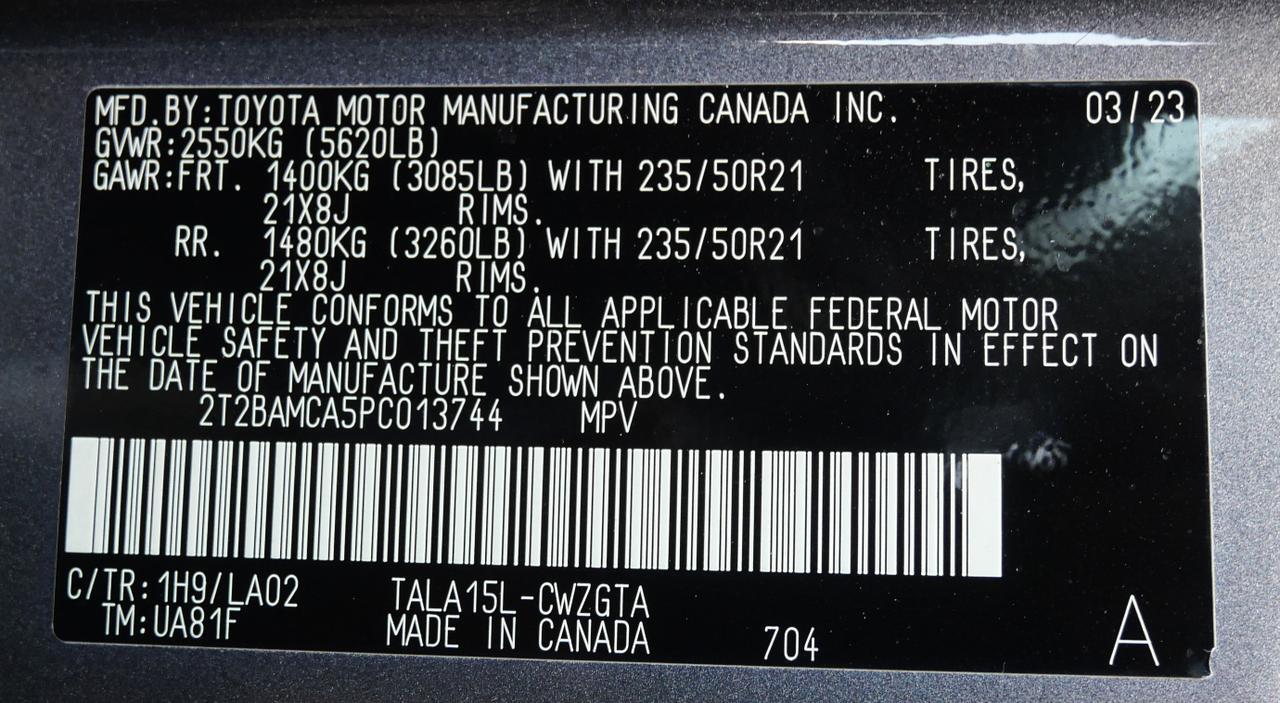 MFD.BY:TOYOTA MOTOR MANUFACTURING CANADA INC. 03/23
GVWR:2550KG (5620LB)
GAWR:FRT. 1400KG (3085LB) WITH 235/50R21 TIRES,
21X8J RIMS.
RR. 1480KG (3260LB) WITH 235/50R21 TIRES,
21X8J RIMS.
THIS VEHICLE CONFORMS TO ALL APPLICABLE FEDERAL MOTOR
VEHICLE SAFETY AND THEFT PREVENTION STANDARDS IN EFFECT ON
THE DATE OF MANUFACTURE SHOWN ABOVE.
2T2BAMCA5PC013744 MPV
C/TR:1H9/LA02 TALA15L-CWZGTA
TM:UA81F MADE IN CANADA 704 A